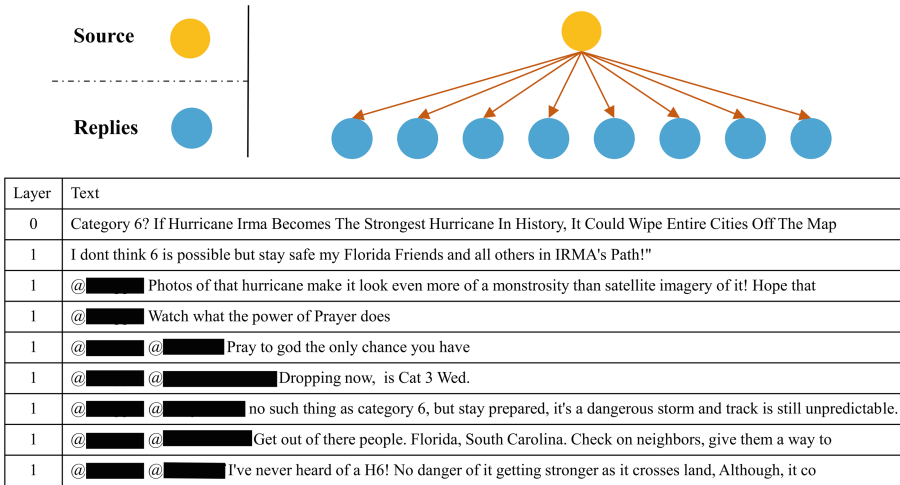 Source
Replies
Layer Text
0 Category 6? If Hurricane Irma Becomes The Strongest Hurricane In History, It Could Wipe Entire Cities Off The Map
1 I dont think 6 is possible but stay safe my Florida Friends and all others in IRMA's Path!"
1 @ Photos of that hurricane make it look even more of a monstrosity than satellite imagery of it! Hope that
1 @ Watch what the power of Prayer does
1 @ @ Pray to god the only chance you have
1 @ @ Dropping now, is Cat 3 Wed.
1 @ @ no such thing as category 6, but stay prepared, it's a dangerous storm and track is still unpredictable.
1 @ @ Get out of there people. Florida, South Carolina. Check on neighbors, give them a way to
1 @ @ I've never heard of a H6! No danger of it getting stronger as it crosses land, Although, it co